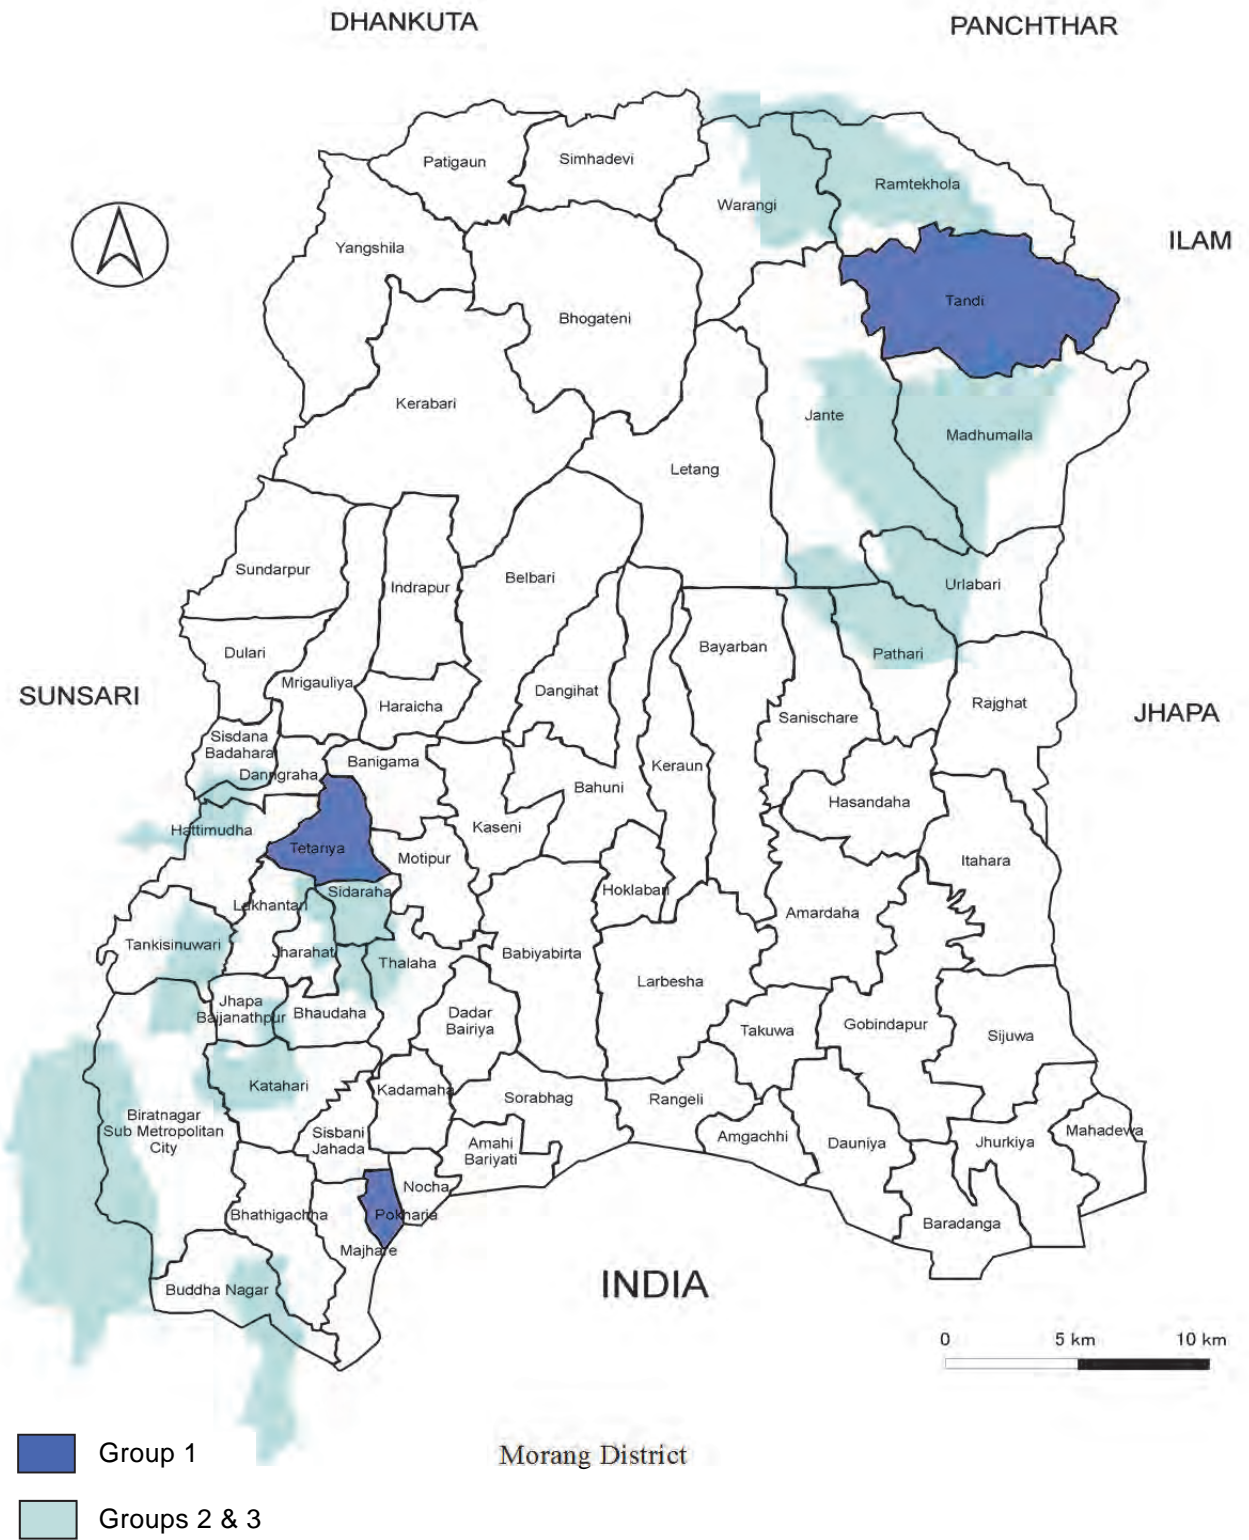 DHANKUTA
PANCHTHAR
Patigaun
Simhadevi
Ramtekhola
Warangi
Yangshila
ILAM
Tandi
Bhogateni
Kerabari
Jante
Madhumalla
Letang
Sundarpur
Indrapur
Belbari
Urlabari
Dulari
Bayarban
Pathari
Mrigauliya
SUNSARI
Dangihat
Haraicha
Sanischare
Rajghat
JHAPA
Sisdana
Badahara
Danngraha
Banigama
Keraun
Bahuni
Hasandaha
Hattimudha
Kaseni
Tetariya
Motipur
Itahara
Sidaraha
Hoklabari
Lakhantari
Amardaha
Tankisinuwari
Jharahat
Thalaha
Babiyabirta
Larbesha
Jhapa
Baijanathpur
Bhaudaha
Dadar
Bairiya
Takuwa
Gobindapur
Sijuwa
Katahari
Kadamaha
Sorabhag
Rangeli
Biratnagar
Sub Metropolitan
City
Sisbani
Jahada
Amahi
Bariyati
Amgachhi
Dauniya
Jhurkiya
Mahadewa
Nocha
Bhathigachha
Pokharia
Baradanga
Majhare
Buddha Nagar
INDIA
0 5 km 10 km
Group 1
Morang District
Groups 2 & 3